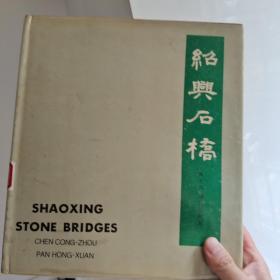 紹興石橋
SHAOXING
STONE BRIDGES
CHEN CONG-ZHOU
PAN HONG-XUAN